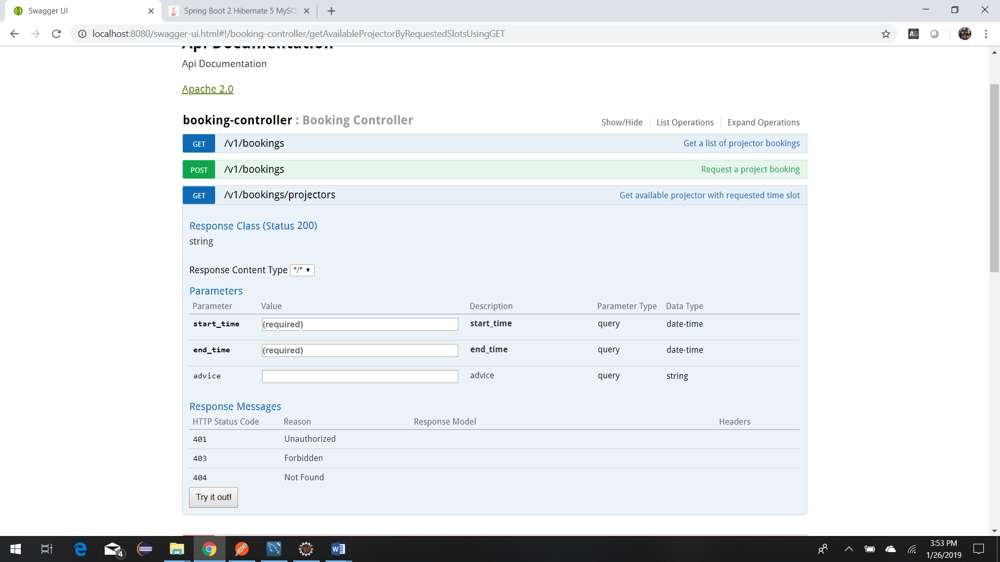 Swagger UI
Spring Boot 2 Hibernate 5 MySQ
localhost:8080/swagger-ui.html#!/booking-controller/getAvailableProjectorByRequestedSlotsUsingGET
AG
Api Documentation
Api Documentation
Apache 2.0
booking-controller : Booking Controller
Show/Hide
List Operations
Expand Operations
GET /v1/bookings Get a list of projector bookings
POST /v1/bookings Request a project booking
GET /v1/bookings/projectors Get available projector with requested time slot
Response Class (Status 200)
string
Response Content Type */*
Parameters
Parameter Value Description Parameter Type Data Type
start_time (required) start_time query date-time
end_time (required) end_time query date-time
advice advice query string
Response Messages
HTTP Status Code Reason Response Model Headers
401 Unauthorized
403 Forbidden
404 Not Found
Try it out!
4
3:53 PM
1/26/2019